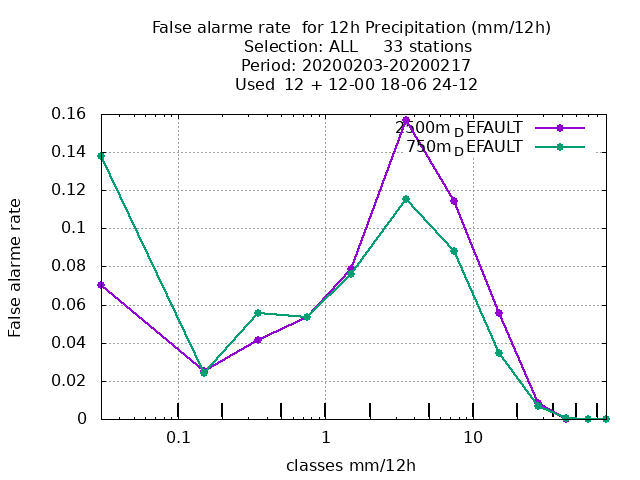 False alarme rate  for 12h Precipitation (mm/12h)
Selection: ALL     33 stations
Period: 20200203-20200217
Used  12 + 12-00 18-06 24-12
2500mDEFAULT
750mDEFAULT
0.16
0.14
0.12
0.1
0.08
0.06
0.04
0.02
0
False alarme rate
0.1
1
10
classes mm/12h